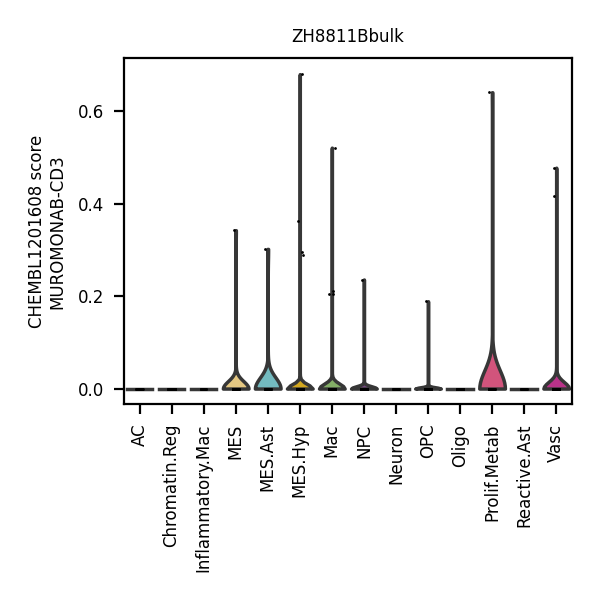 ZH8811Bbulk
CHEMBL1201608 score
MUROMONAB-CD3
0.6
0.4
0.2
0.0
AC
Chromatin.Reg
Inflammatory.Mac
MES
MES.Ast
MES.Hyp
Mac
NPC
Neuron
OPC
Oligo
Prolif.Metab
Reactive.Ast
Vasc